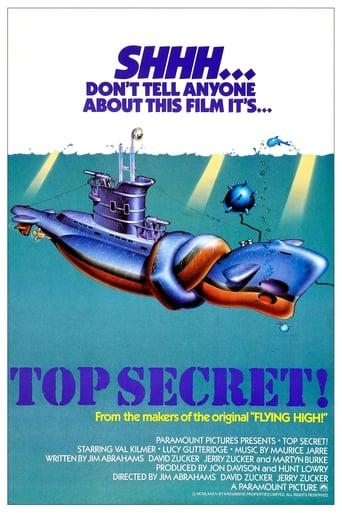 SHHH...
DON'T TELL ANYONE
ABOUT THIS FILM IT'S...
TOP SECRET!
From the makers of the original "FLYING HIGH!"
PARAMOUNT PICTURES PRESENTS • TOP SECRET!
STARRING VAL KILMER • LUCY GUTTERIDGE • MUSIC BY MAURICE JARRE
WRITTEN BY JIM ABRAHAMS DAVID ZUCKER JERRY ZUCKER and MARTYN BURKE
PRODUCED BY JON DAVISON and HUNT LOWRY
DIRECTED BY JIM ABRAHAMS DAVID ZUCKER JERRY ZUCKER
A PARAMOUNT PICTURE